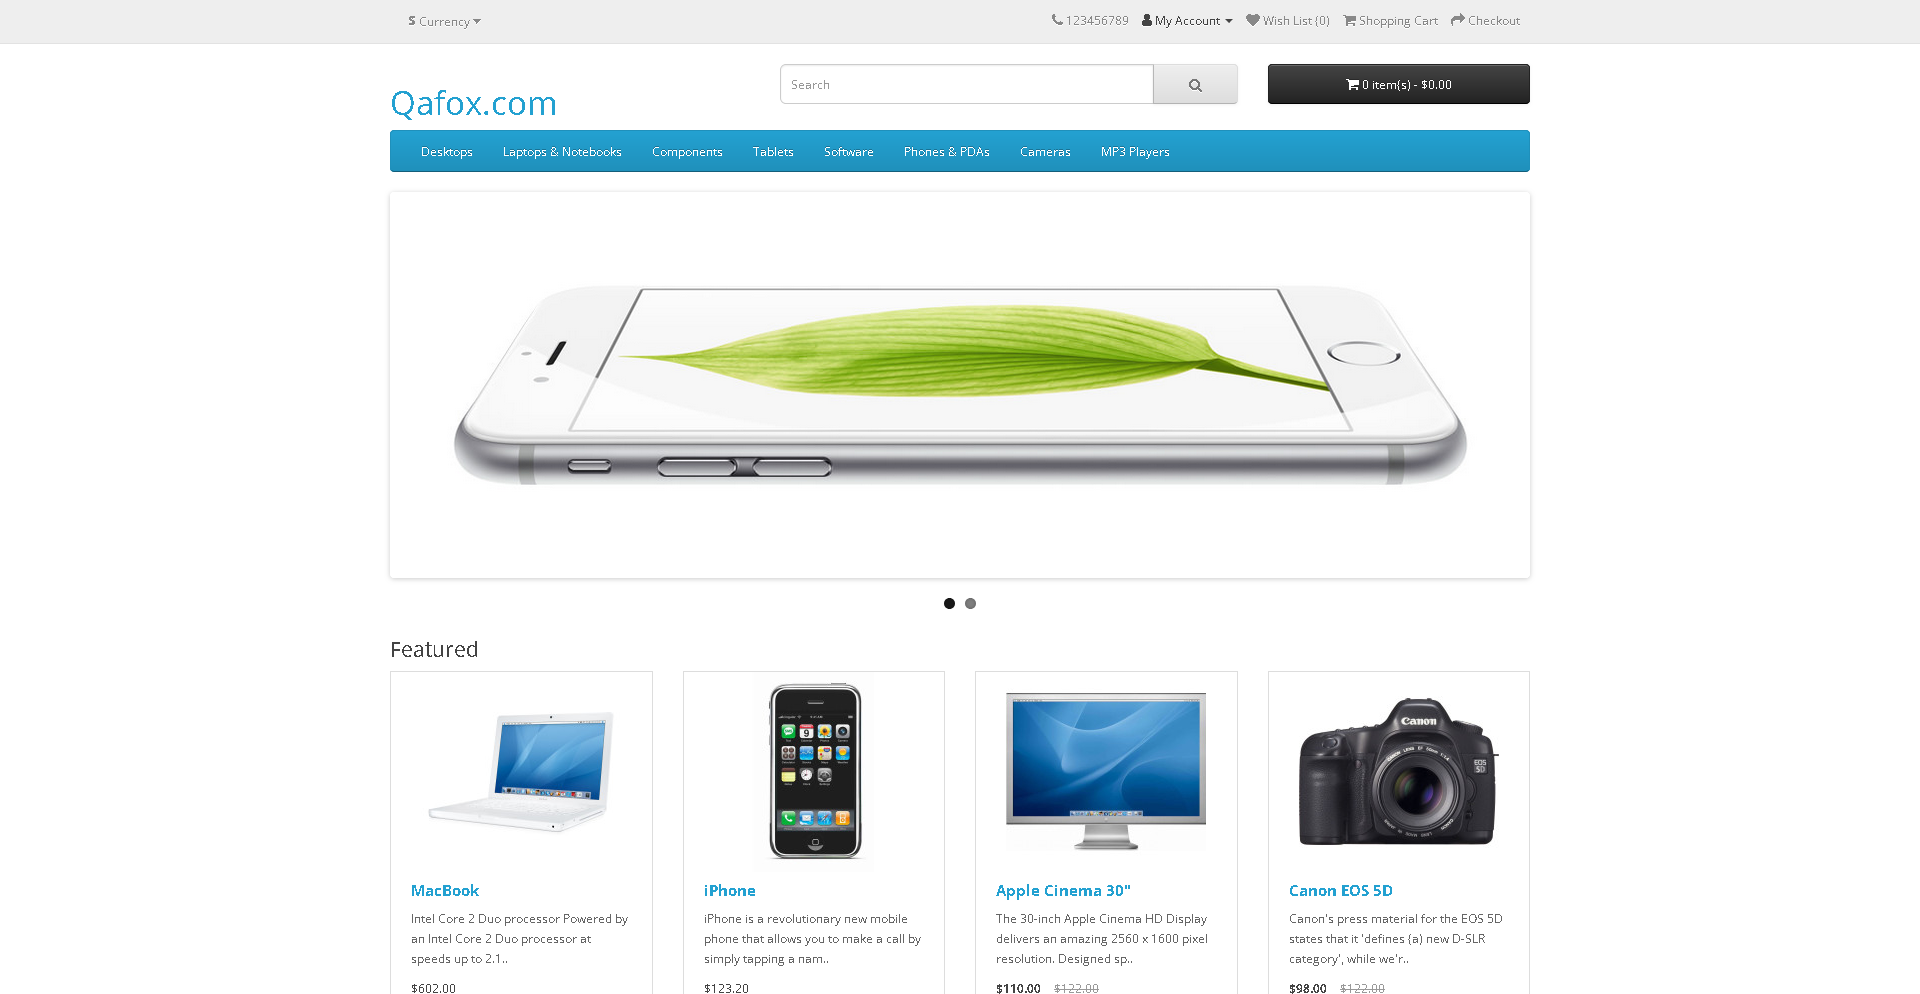 $ Currency
123456789
My Account
Wish List (0)
Shopping Cart
Checkout
Qafox.com
Search
0 item(s) - $0.00
Desktops
Laptops & Notebooks
Components
Tablets
Software
Phones & PDAs
Cameras
MP3 Players
Featured
Canon
EOS
5D
MacBook
Intel Core 2 Duo processor Powered by
an Intel Core 2 Duo processor at
speeds up to 2.1..
$602.00
iPhone
iPhone is a revolutionary new mobile
phone that allows you to make a call by
simply tapping a nam..
$123.20
Apple Cinema 30"
The 30-inch Apple Cinema HD Display
delivers an amazing 2560 x 1600 pixel
resolution. Designed sp..
$110.00 $122.00
Canon EOS 5D
Canon's press material for the EOS 5D
states that it 'defines (a) new D-SLR
category', while we'r..
$98.00 $122.00